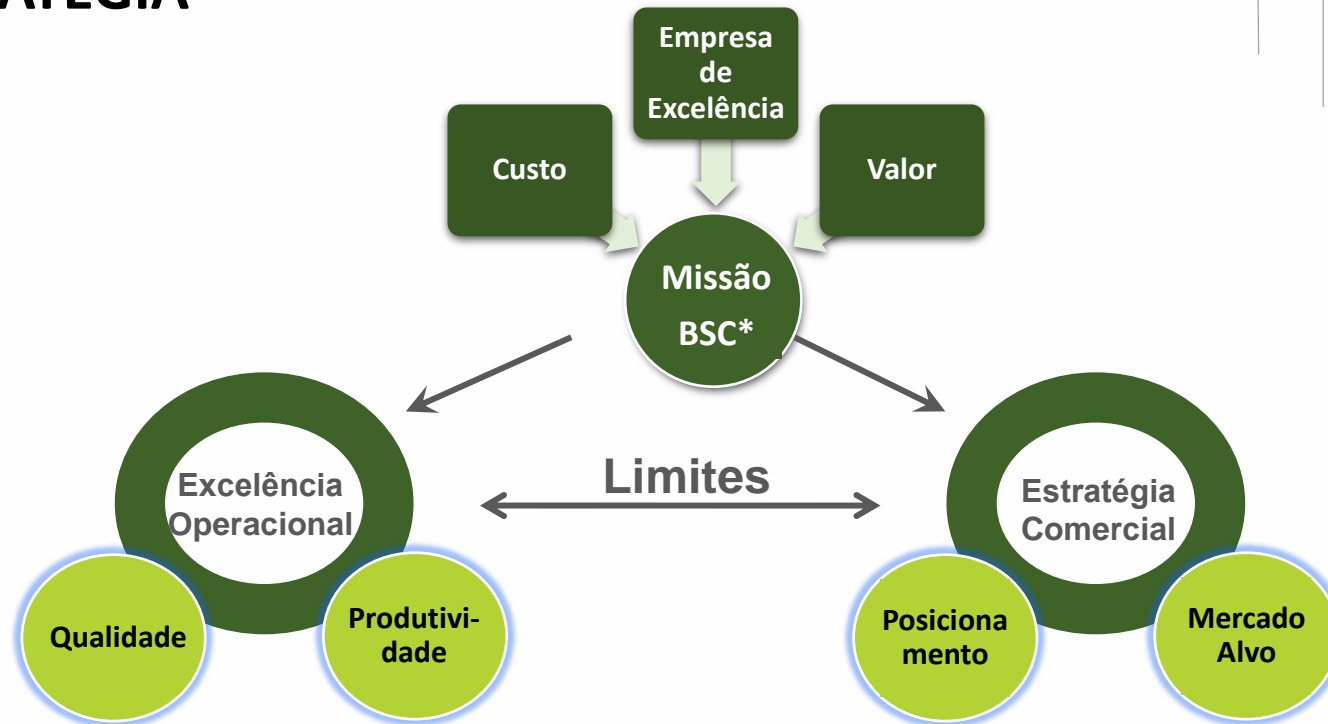 Empresa
de
Excelência
Custo
Valor
Missão
BSC*
Limites
Excelência
Operacional
Estratégia
Comercial
Qualidade
Produtivi-
dade
Posiciona
mento
Mercado
Alvo